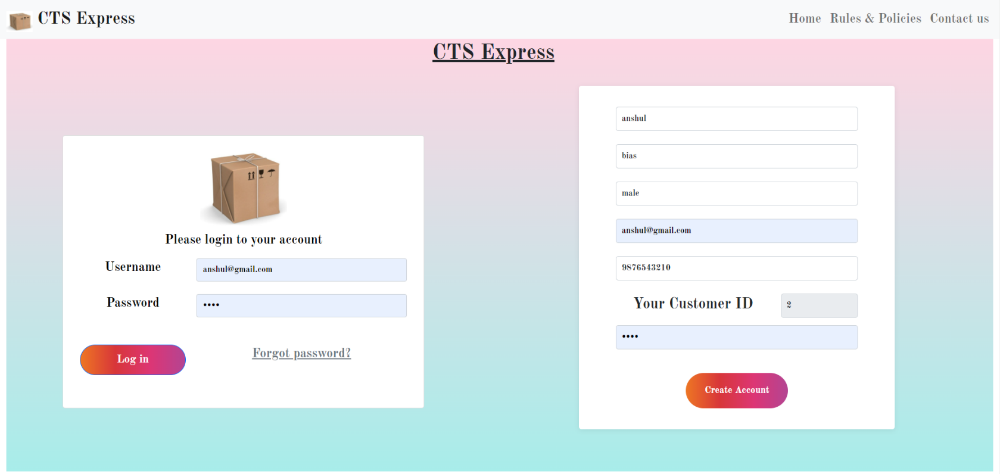 CTS Express
Home Rules & Policies Contact us
CTS Express
Please login to your account
Username anshul@gmail.com
Password ••••
Log in Forgot password?
anshul
bias
male
anshul@gmail.com
9876543210
Your Customer ID 2
••••
Create Account